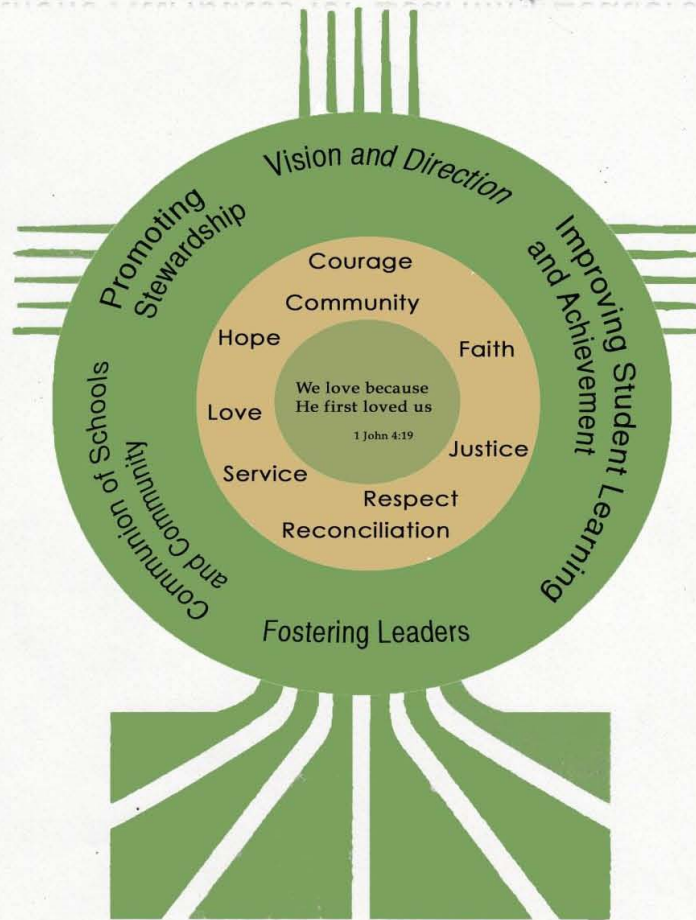 Vision and Direction
Improving Student Learning
and Achievement
Fostering Leaders
Communion of Schools
and Community
Promoting
Stewardship
Courage
Community
Hope
Faith
Love
Justice
Service
Respect
Reconciliation
We love because
He first loved us
1 John 4:19